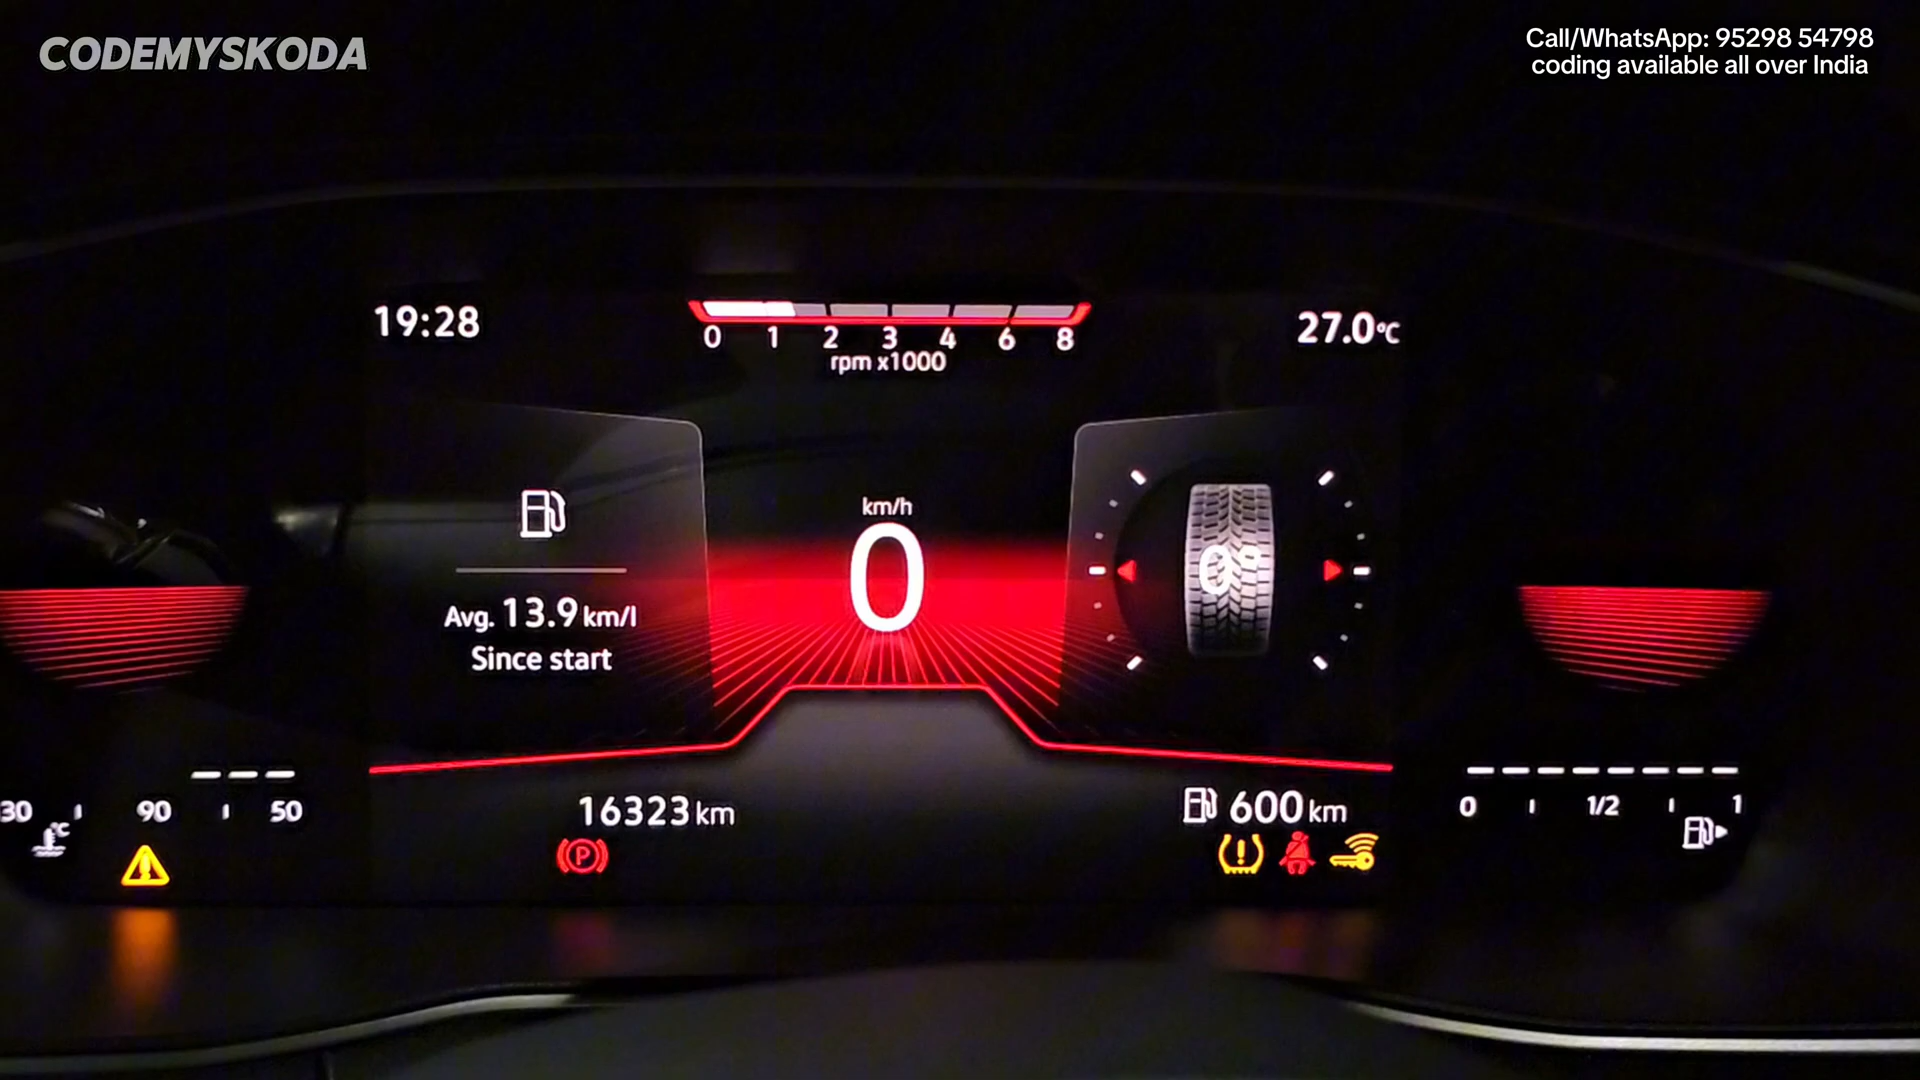 CODEMYSKODA
Call/WhatsApp: 95298 54798
coding available all over India
19:28
0 1 2 3 4 6 8
rpm x1000
27.0°C
km/h
0
0°
Avg. 13.9 km/l
Since start
130 90 50
°C
16323 km
600 km
0 1/2 1
P
!